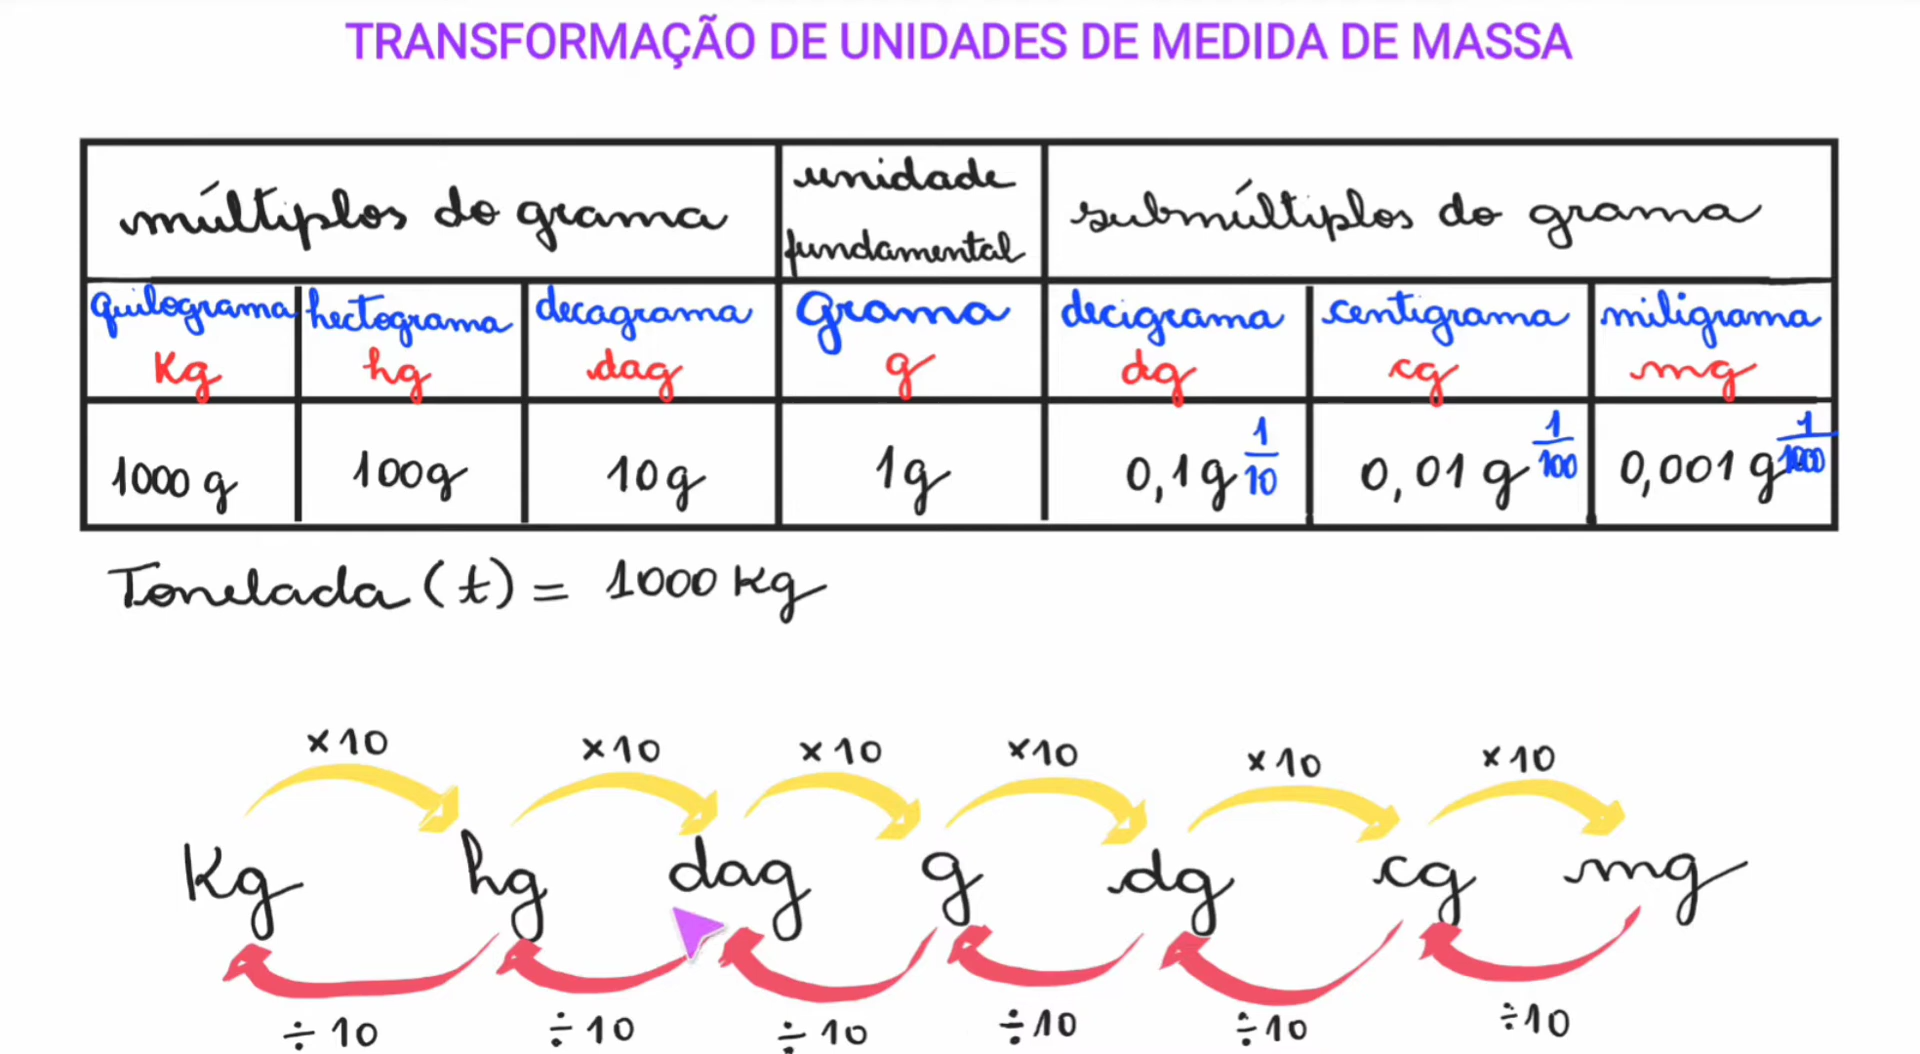 TRANSFORMAÇÃO DE UNIDADES DE MEDIDA DE MASSA
múltiplos do grama
unidade fundamental
submúltiplos do grama
quilograma hectograma decagrama grama decigrama centigrama miligrama
Kg hg dag g dg cg mg
1000 g 100g 10g 1g 0,1g 1/10 0,01 g 1/100 0,001 g 1/1000
Tonelada (t) = 1000 Kg
×10 ×10 ×10 ×10 ×10 ×10
Kg hg dag g dg cg mg
÷10 ÷10 ÷10 ÷10 ÷10 ÷10